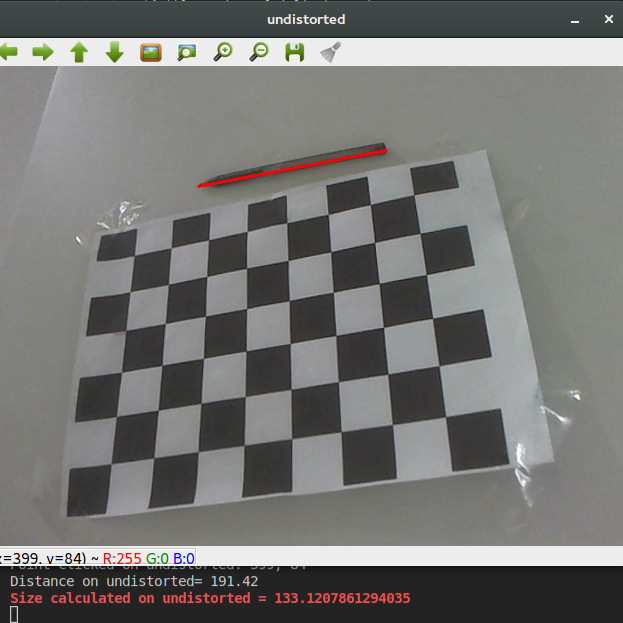 undistorted
x=399, y=84) ~ R:255 G:0 B:0
Point clicked on undistorted: 399, 84
Distance on undistorted= 191.42
Size calculated on undistorted = 133.1207861294035